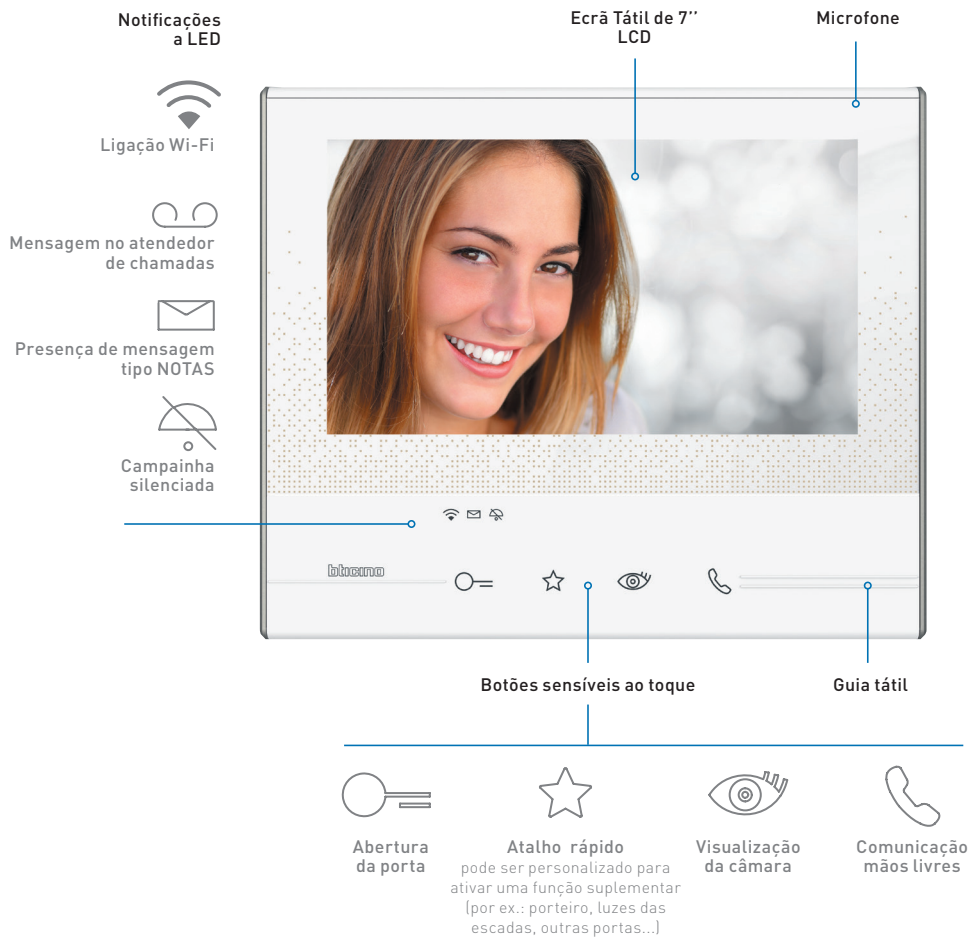 Notificações
a LED
Ecrã Tátil de 7’’
LCD
Microfone
Ligação Wi-Fi
Mensagem no atendedor
de chamadas
Presença de mensagem
tipo NOTAS
Campainha
silenciada
bticino
Botões sensíveis ao toque
Guia tátil
Abertura
da porta
Atalho rápido
pode ser personalizado para
ativar uma função suplementar
(por ex.: porteiro, luzes das
escadas, outras portas...)
Visualização
da câmara
Comunicação
mãos livres